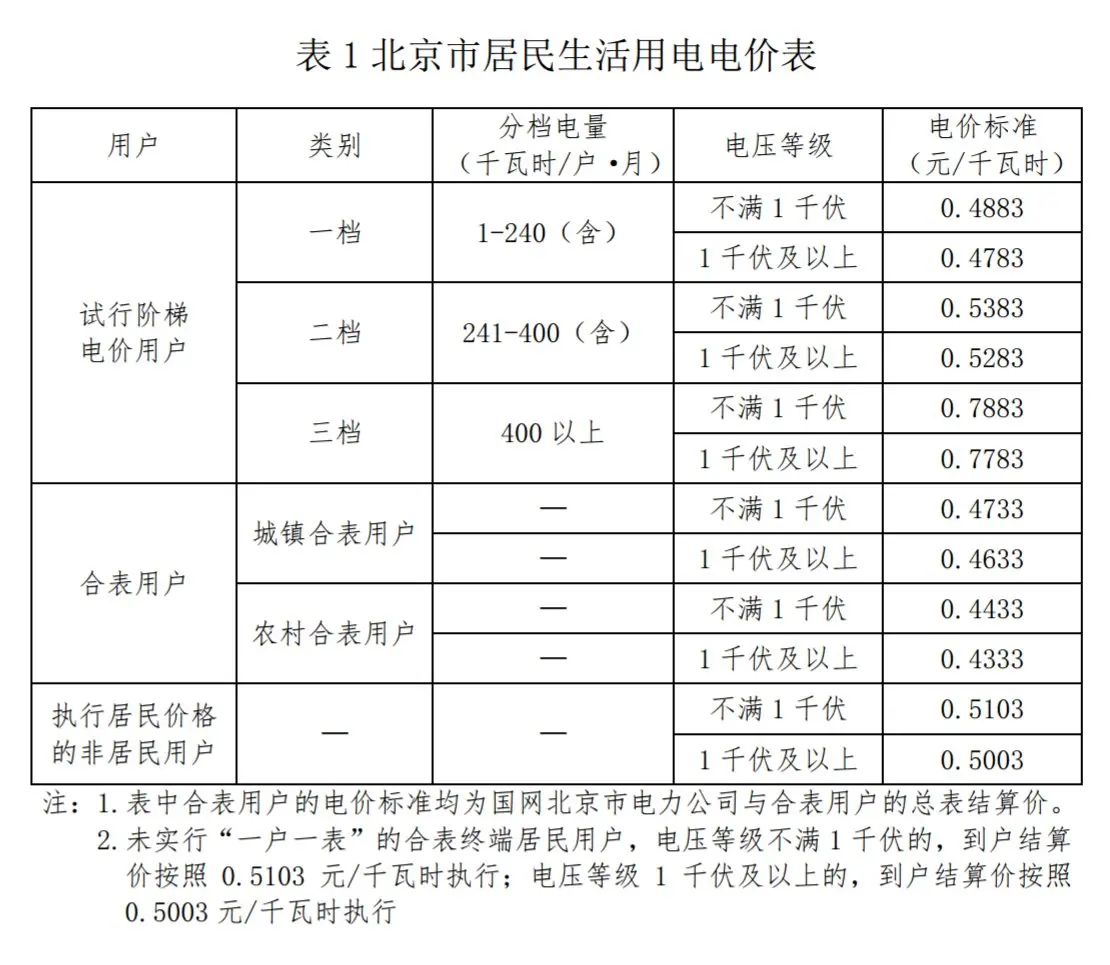 表 1 北京市居民生活用电电价表
用户 类别 分档电量 电压等级 电价标准
（千瓦时/户·月） （元/千瓦时）
试行阶梯
电价用户
一档 1-240（含） 不满 1 千伏 0.4883
1 千伏及以上 0.4783
二档 241-400（含） 不满 1 千伏 0.5383
1 千伏及以上 0.5283
三档 400 以上 不满 1 千伏 0.7883
1 千伏及以上 0.7783
合表用户
城镇合表用户 — 不满 1 千伏 0.4733
— 1 千伏及以上 0.4633
农村合表用户 — 不满 1 千伏 0.4433
— 1 千伏及以上 0.4333
执行居民价格
的非居民用户
— — 不满 1 千伏 0.5103
1 千伏及以上 0.5003
注：1.表中合表用户的电价标准均为国网北京市电力公司与合表用户的总表结算价。
2.未实行“一户一表”的合表终端居民用户，电压等级不满 1 千伏的，到户结算
价按照 0.5103 元/千瓦时执行；电压等级 1 千伏及以上的，到户结算价按照
0.5003 元/千瓦时执行